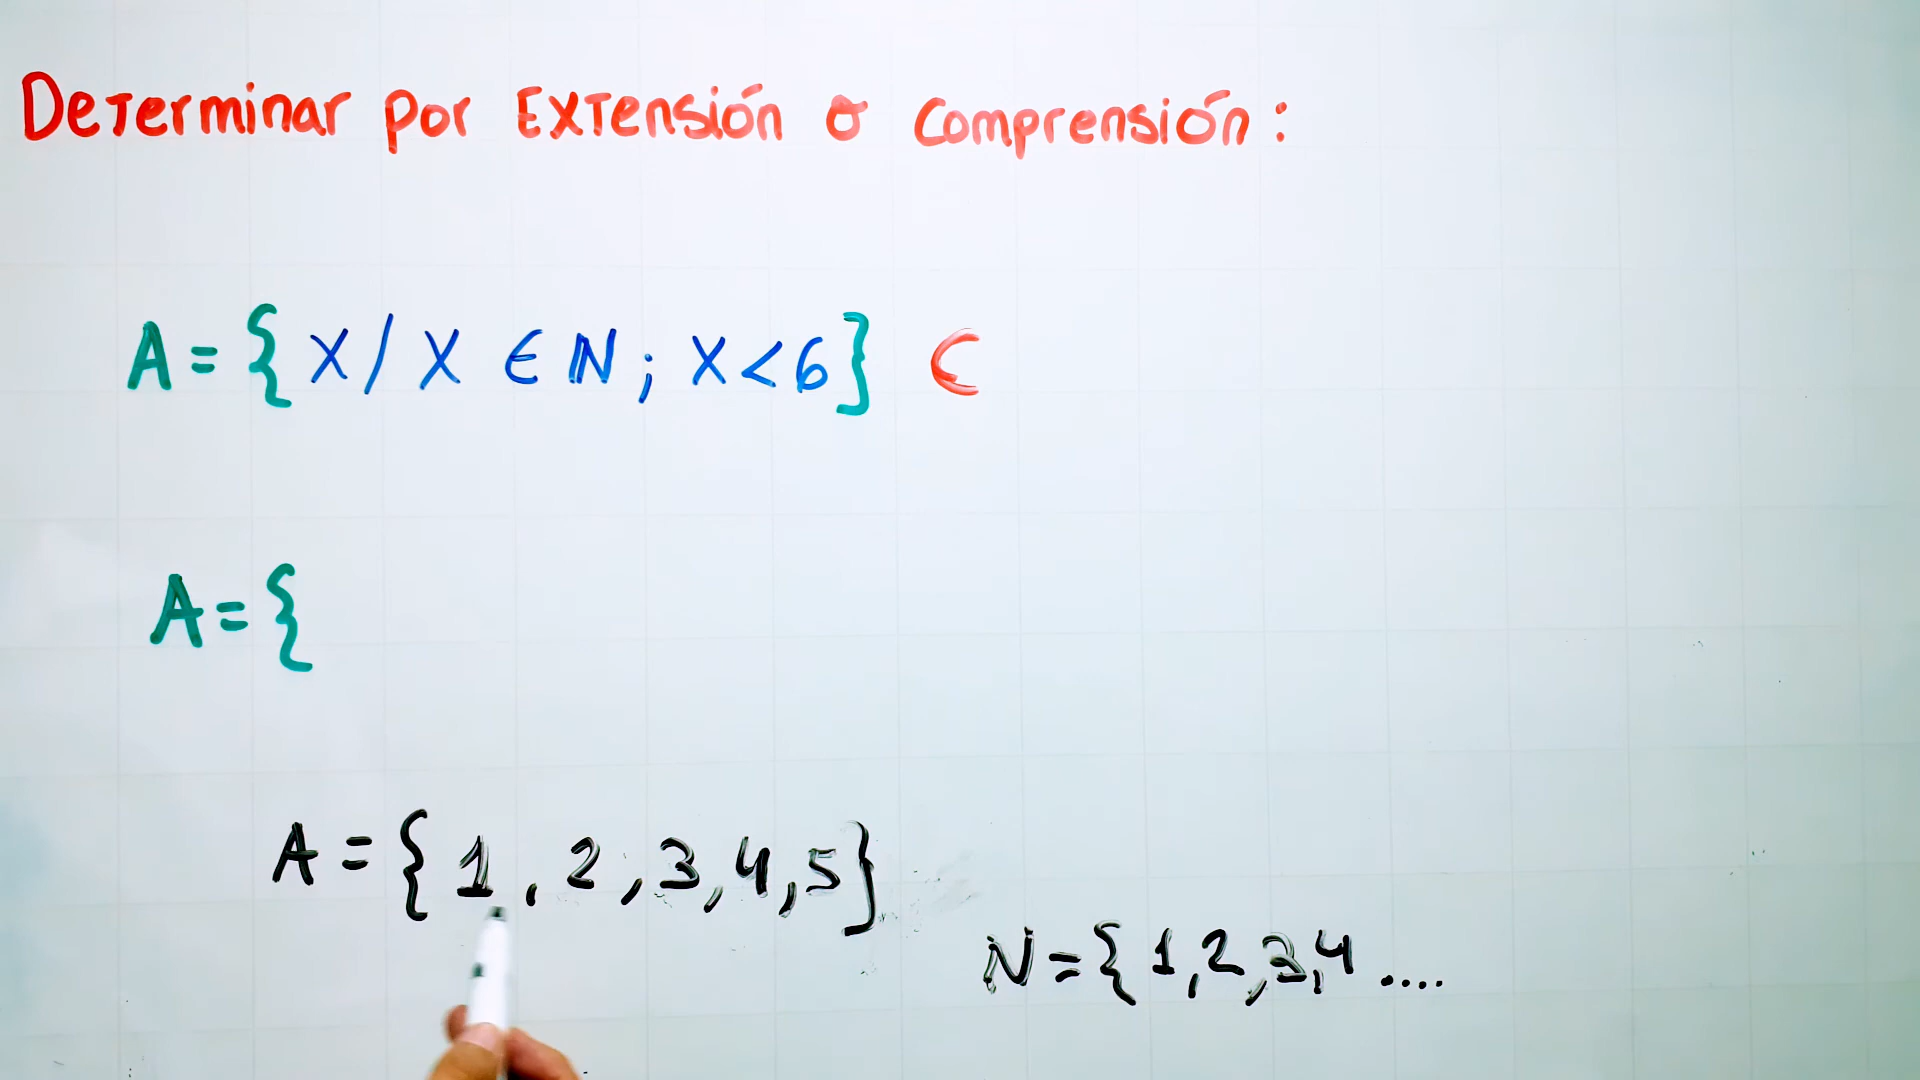 Determinar por Extensión o Comprensión:
A = { x / x ∈ N ; x < 6 } C
A = {
A = { 1, 2, 3, 4, 5 }
N = { 1, 2, 3, 4 ....